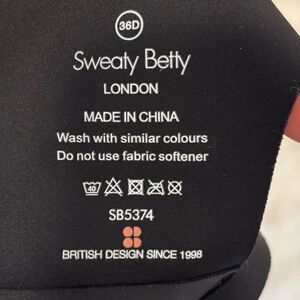 36D
Sweaty Betty
LONDON
MADE IN CHINA
Wash with similar colours
Do not use fabric softener
40
SB5374
BRITISH DESIGN SINCE 1998